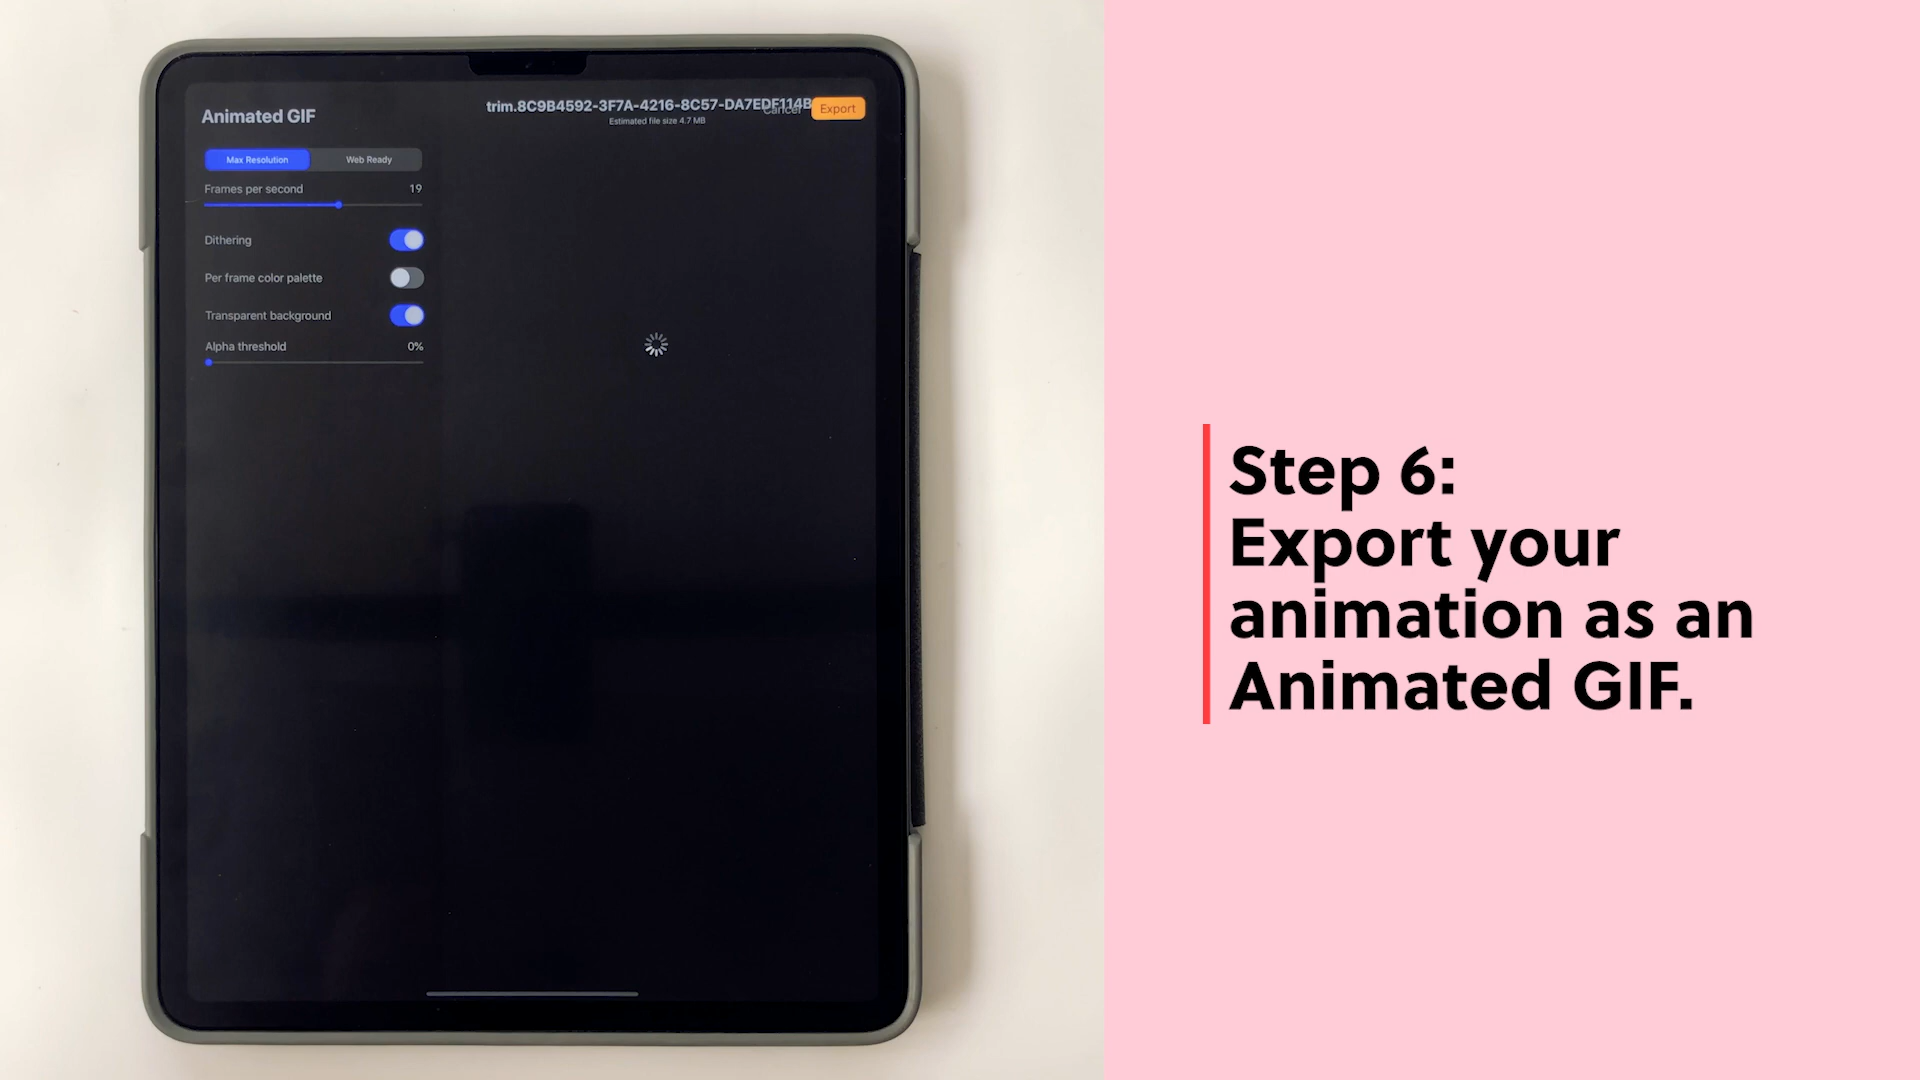 Animated GIF
trim.8C9B4592-3F7A-4216-8C57-DA7EDF114B
Cancel
Export
Estimated file size 4.7 MB
Max Resolution
Web Ready
Frames per second
19
Dithering
Per frame color palette
Transparent background
Alpha threshold
0%
Step 6:
Export your
animation as an
Animated GIF.